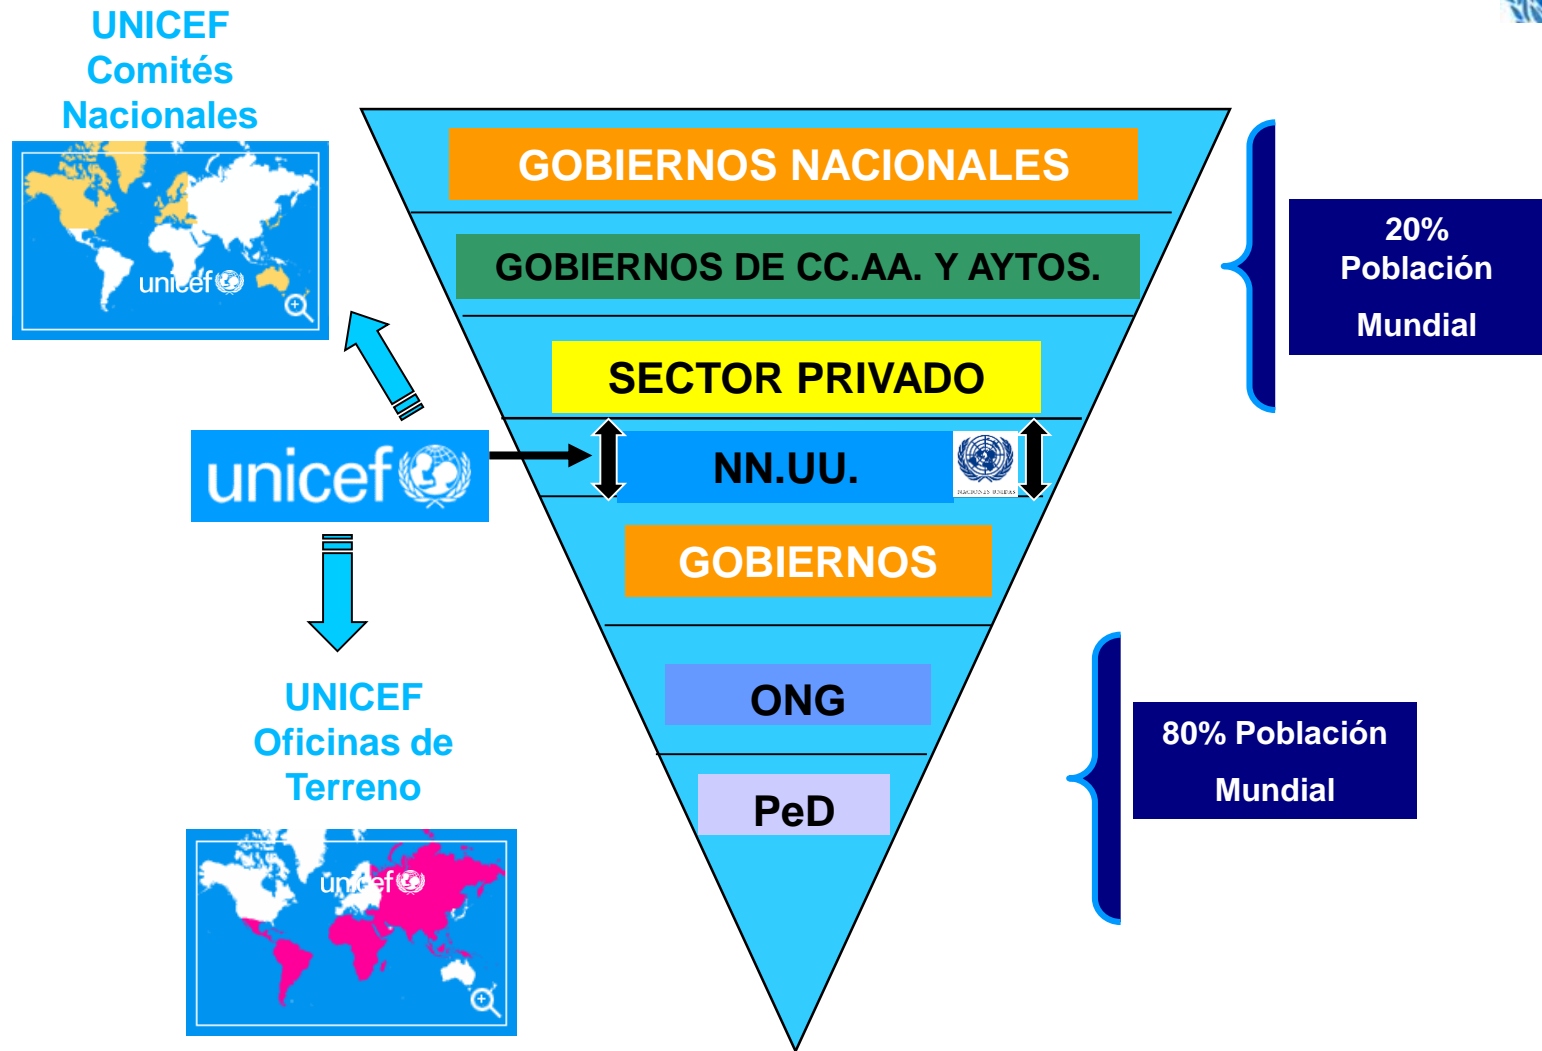 UNICEF
Comités
Nacionales
unicef
GOBIERNOS NACIONALES
GOBIERNOS DE CC.AA. Y AYTOS.
SECTOR PRIVADO
unicef
NN.UU.
GOBIERNOS
ONG
PeD
20%
Población
Mundial
80% Población
Mundial
UNICEF
Oficinas de
Terreno
unicef